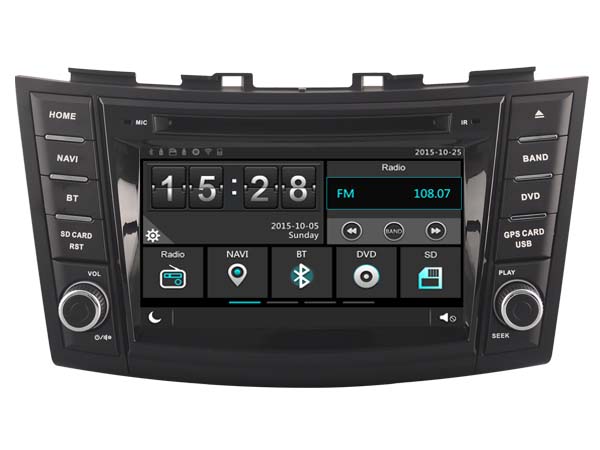 MIC
IR
HOME
NAVI
BT
SD CARD
RST
VOL
2015-10-25
15:28
2015-10-05
Sunday
Radio
FM 108.07
BAND
Radio
NAVI
BT
DVD
SD
BAND
DVD
GPS CARD
USB
PLAY
SEEK